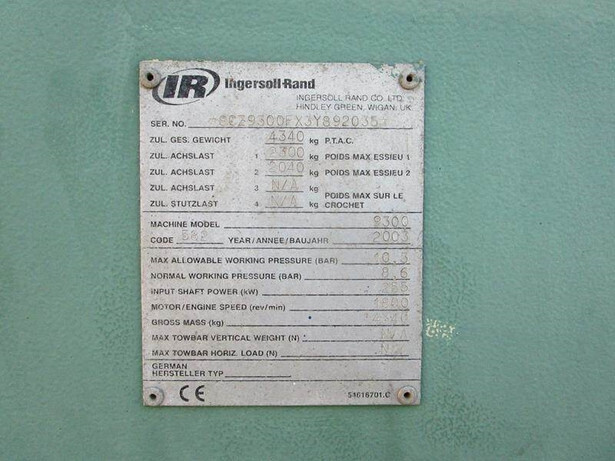 IR Ingersoll-Rand
INGERSOLL RAND CO. LTD.
HINDLEY GREEN, WIGAN, UK
SER. NO.
ZUL. GES. GEWICHT 4340 kg P.T.A.C.
ZUL. ACHSLAST 1 kg POIDS MAX ESSIEU 1
ZUL. ACHSLAST 2 kg POIDS MAX ESSIEU 2
ZUL. ACHSLAST 3 N/A kg
ZUL. STUTZLAST 4 N/A kg POIDS MAX SUR LE CROCHET
MACHINE MODEL 9300
CODE YEAR/ANNEE/BAUJAHR 2003
MAX ALLOWABLE WORKING PRESSURE (BAR) 10.3
NORMAL WORKING PRESSURE (BAR) 8.6
INPUT SHAFT POWER (kW)
MOTOR/ENGINE SPEED (rev/min) 1800
GROSS MASS (kg)
MAX TOWBAR VERTICAL WEIGHT (N) N/A
MAX TOWBAR HORIZ. LOAD (N)
GERMAN
HERSTELLER TYP
CE 51016701.C